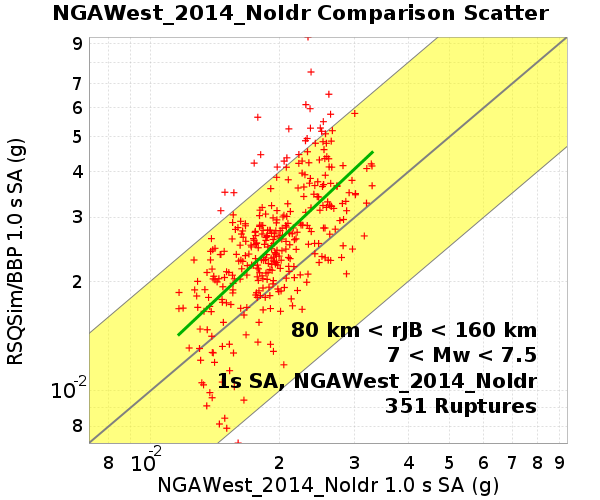 NGAWest_2014_NoIdr Comparison Scatter
RSQSim/BBP 1.0 s SA (g)
9
7
6
5
4
3
2
10-2
8
80 km < rJB < 160 km
7 < Mw < 7.5
1s SA, NGAWest_2014_NoIdr
351 Ruptures
8 10-2 2 3 4 5 6 7 8 9
NGAWest_2014_NoIdr 1.0 s SA (g)